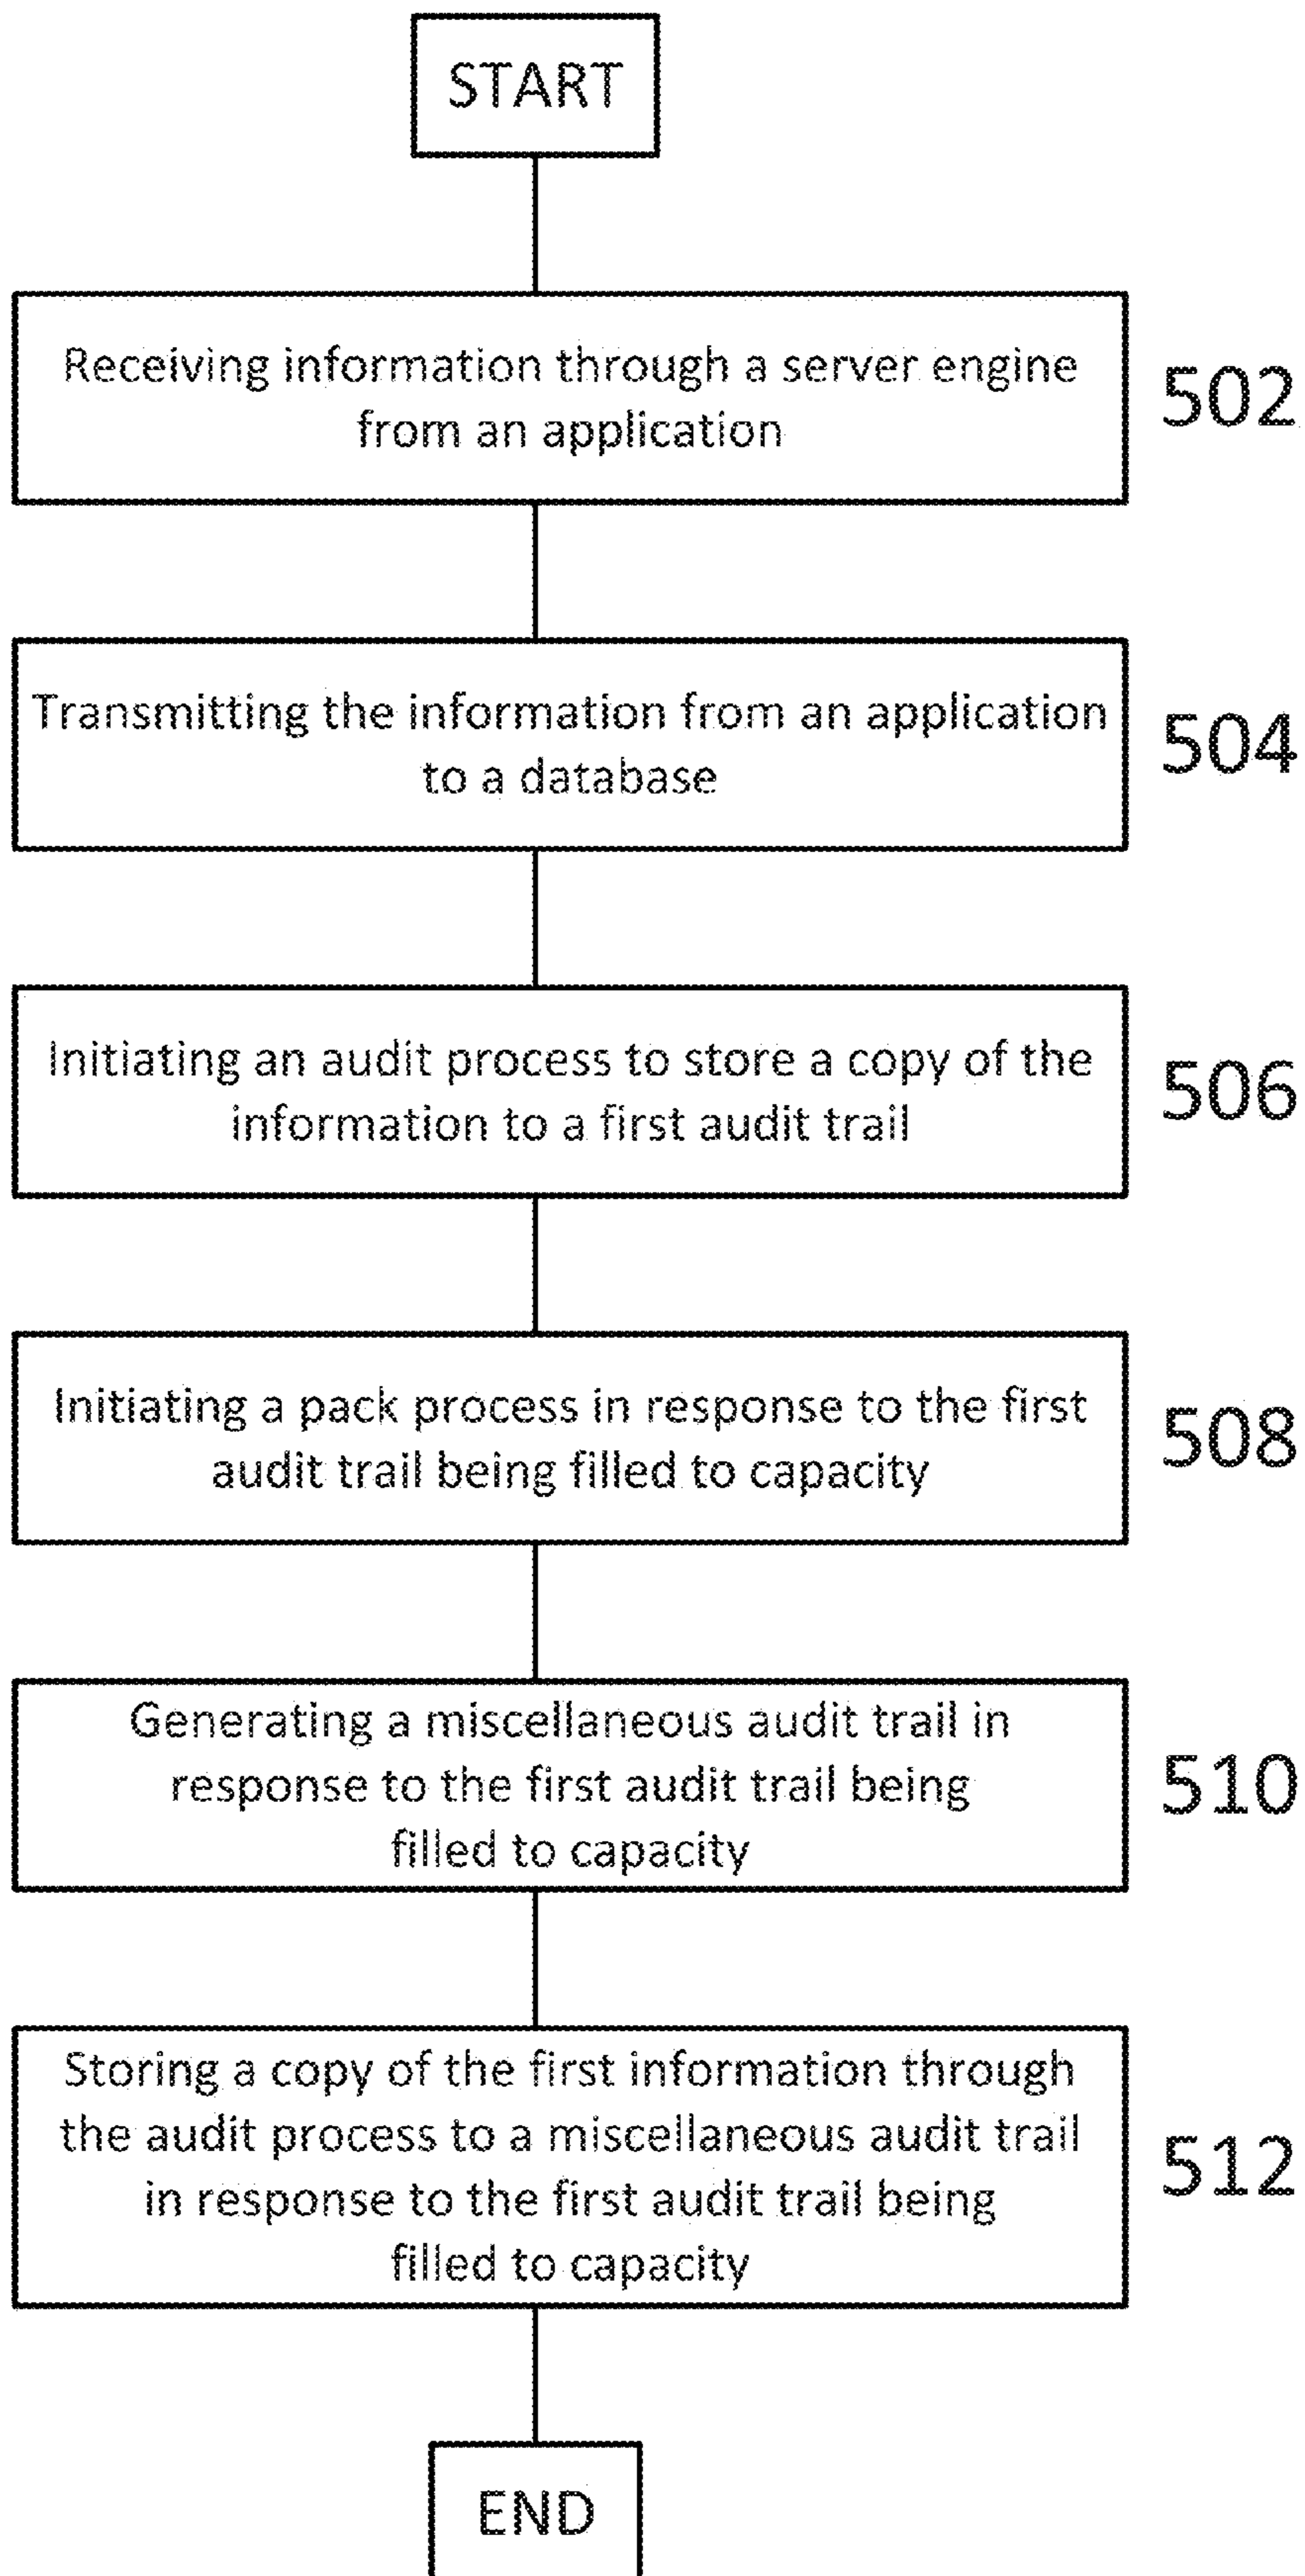 START
Receiving information through a server engine
from an application
502
Transmitting the information from an application
to a database
504
Initiating an audit process to store a copy of the
information to a first audit trail
506
Initiating a pack process in response to the first
audit trail being filled to capacity
508
Generating a miscellaneous audit trail in
response to the first audit trail being
filled to capacity
510
Storing a copy of the first information through
the audit process to a miscellaneous audit trail
in response to the first audit trail being
filled to capacity
512
END